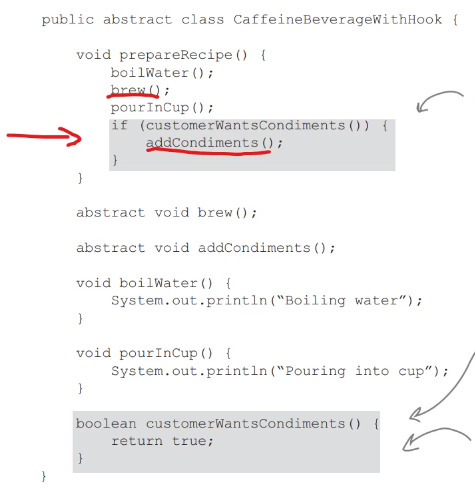 public abstract class CaffeineBeverageWithHook {
void prepareRecipe() {
boilWater();
brew();
pourInCup();
if (customerWantsCondiments()) {
addCondiments();
}
}
abstract void brew();
abstract void addCondiments();
void boilWater() {
System.out.println(“Boiling water”);
}
void pourInCup() {
System.out.println(“Pouring into cup”);
}
boolean customerWantsCondiments() {
return true;
}
}